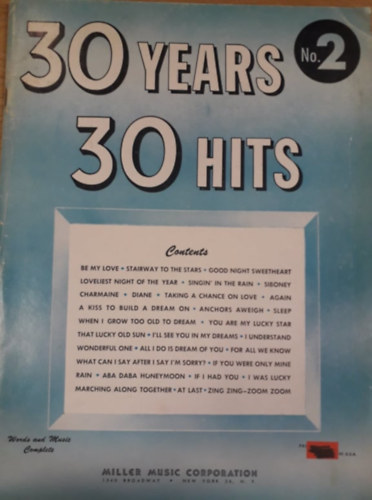 30 YEARS
No. 2
30 HITS
Contents
BE MY LOVE • STAIRWAY TO THE STARS • GOOD NIGHT SWEETHEART
LOVELIEST NIGHT OF THE YEAR • SINGIN' IN THE RAIN • SIBONEY
CHARMAINE • DIANE • TAKING A CHANCE ON LOVE • AGAIN
A KISS TO BUILD A DREAM ON • ANCHORS AWEIGH • SLEEP
WHEN I GROW TOO OLD TO DREAM • YOU ARE MY LUCKY STAR
THAT LUCKY OLD SUN • I'LL SEE YOU IN MY DREAMS • I UNDERSTAND
WONDERFUL ONE • ALL I DO IS DREAM OF YOU • FOR ALL WE KNOW
WHAT CAN I SAY AFTER I SAY I'M SORRY? • IF YOU WERE ONLY MINE
RAIN • ABA DABA HONEYMOON • IF I HAD YOU • I WAS LUCKY
MARCHING ALONG TOGETHER • AT LAST • ZING ZING—ZOOM ZOOM
Words and Music
Complete
MILLER MUSIC CORPORATION
BROADWAY • NEW YORK N. Y.